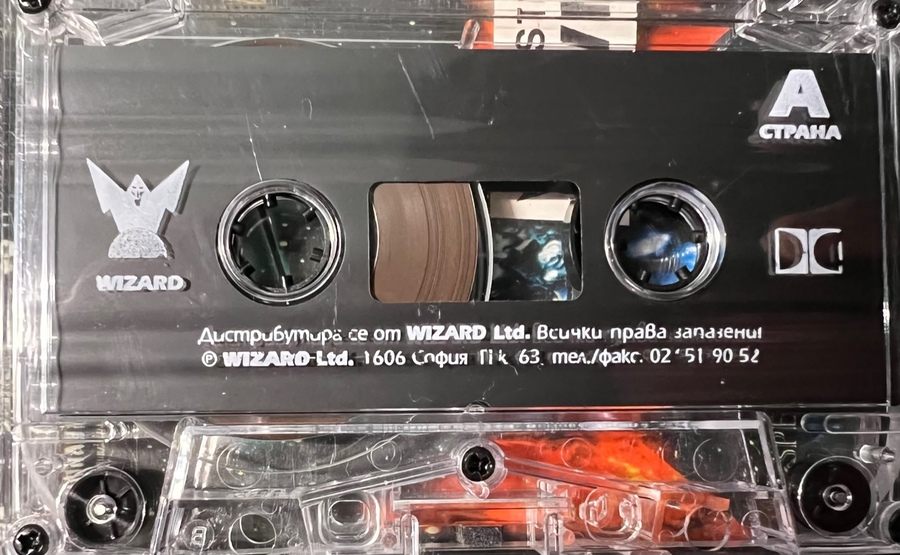 A
СТРАНА
WIZARD
Дистрибутира се от WIZARD Ltd. Всички права запазени
℗ WIZARD Ltd. 1606 София П.к. 63, тел./факс. 02 51 90 52